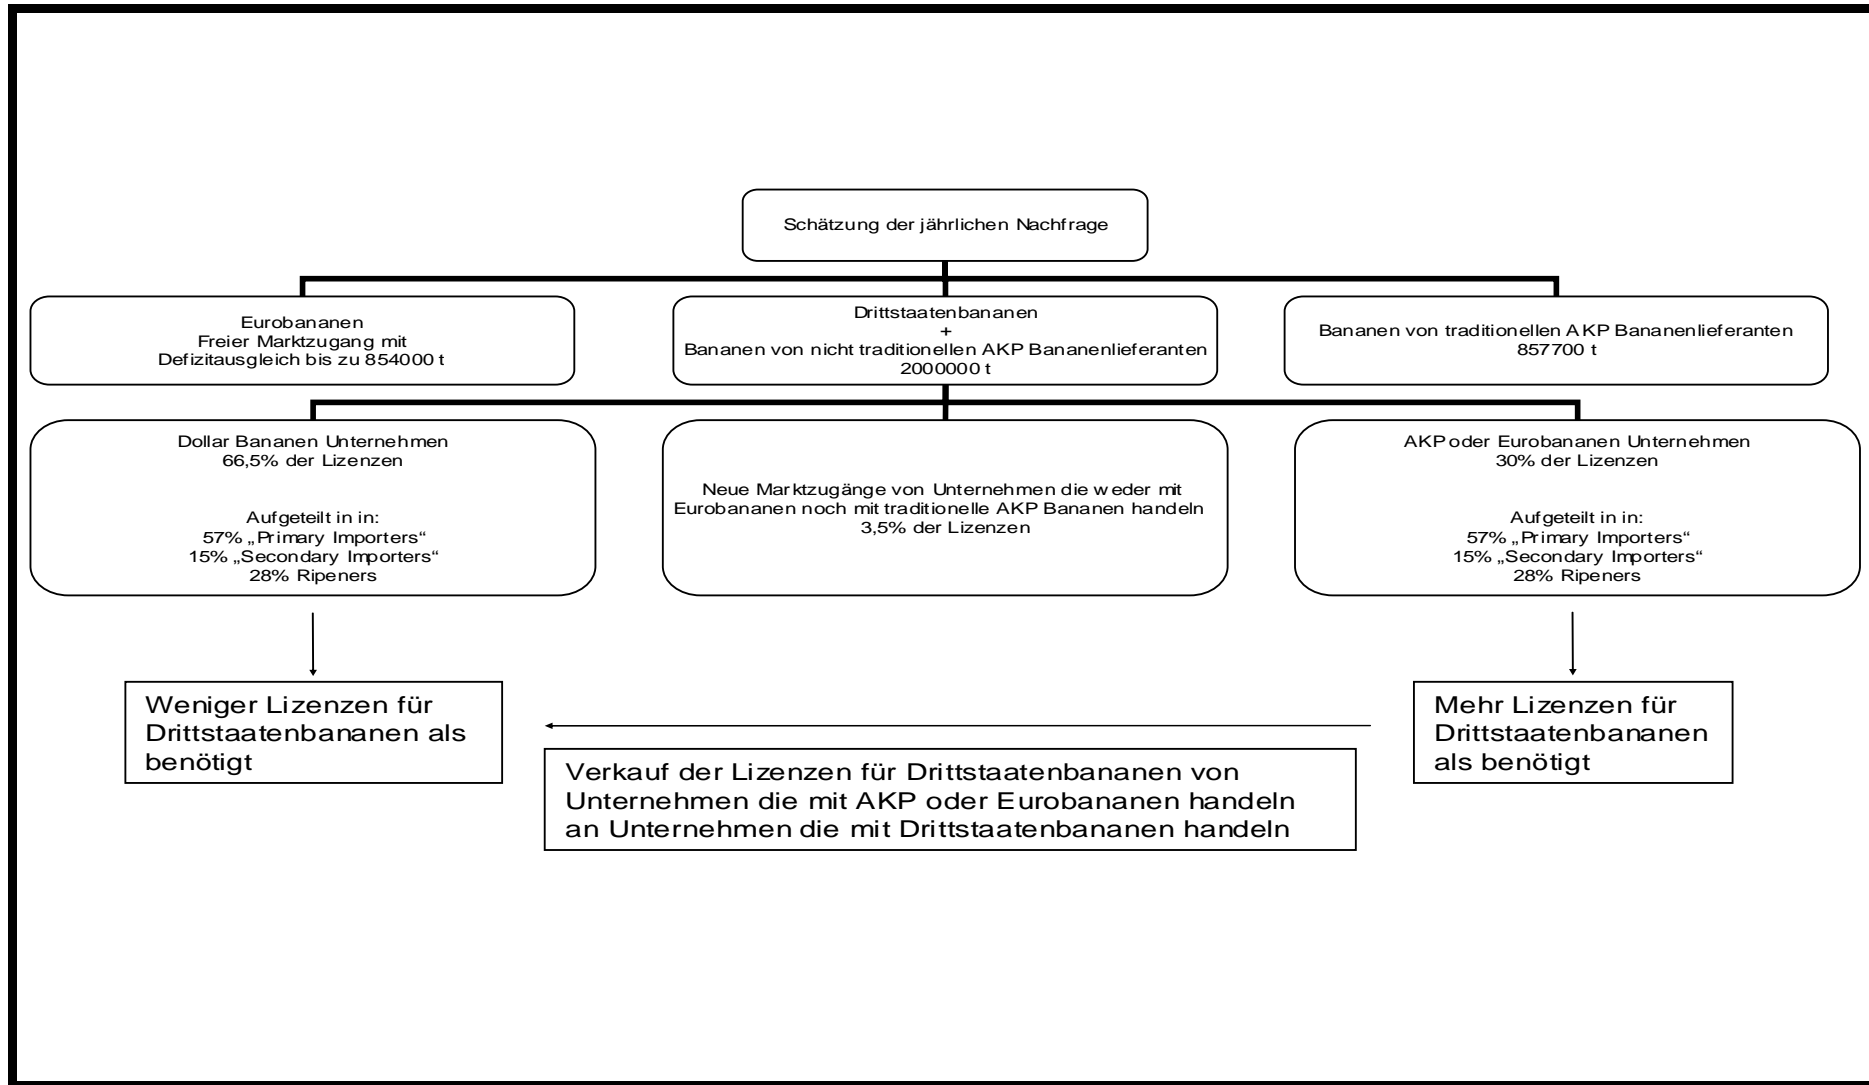 Schätzung der jährlichen Nachfrage
Eurobananen
Freier Marktzugang mit
Defizitausgleich bis zu 854000 t
Drittstaatenbananen
+
Bananen von nicht traditionellen AKP Bananenlieferanten
2000000 t
Bananen von traditionellen AKP Bananenlieferanten
857700 t
Dollar Bananen Unternehmen
66,5% der Lizenzen
Aufgeteilt in in:
57% „Primary Importers“
15% „Secondary Importers“
28% Ripeners
Neue Marktzugänge von Unternehmen die weder mit
Eurobananen noch mit traditionelle AKP Bananen handeln
3,5% der Lizenzen
AKP oder Eurobananen Unternehmen
30% der Lizenzen
Aufgeteilt in in:
57% „Primary Importers“
15% „Secondary Importers“
28% Ripeners
Weniger Lizenzen für
Drittstaatenbananen als
benötigt
Verkauf der Lizenzen für Drittstaatenbananen von
Unternehmen die mit AKP oder Eurobananen handeln
an Unternehmen die mit Drittstaatenbananen handeln
Mehr Lizenzen für
Drittstaatenbananen
als benötigt